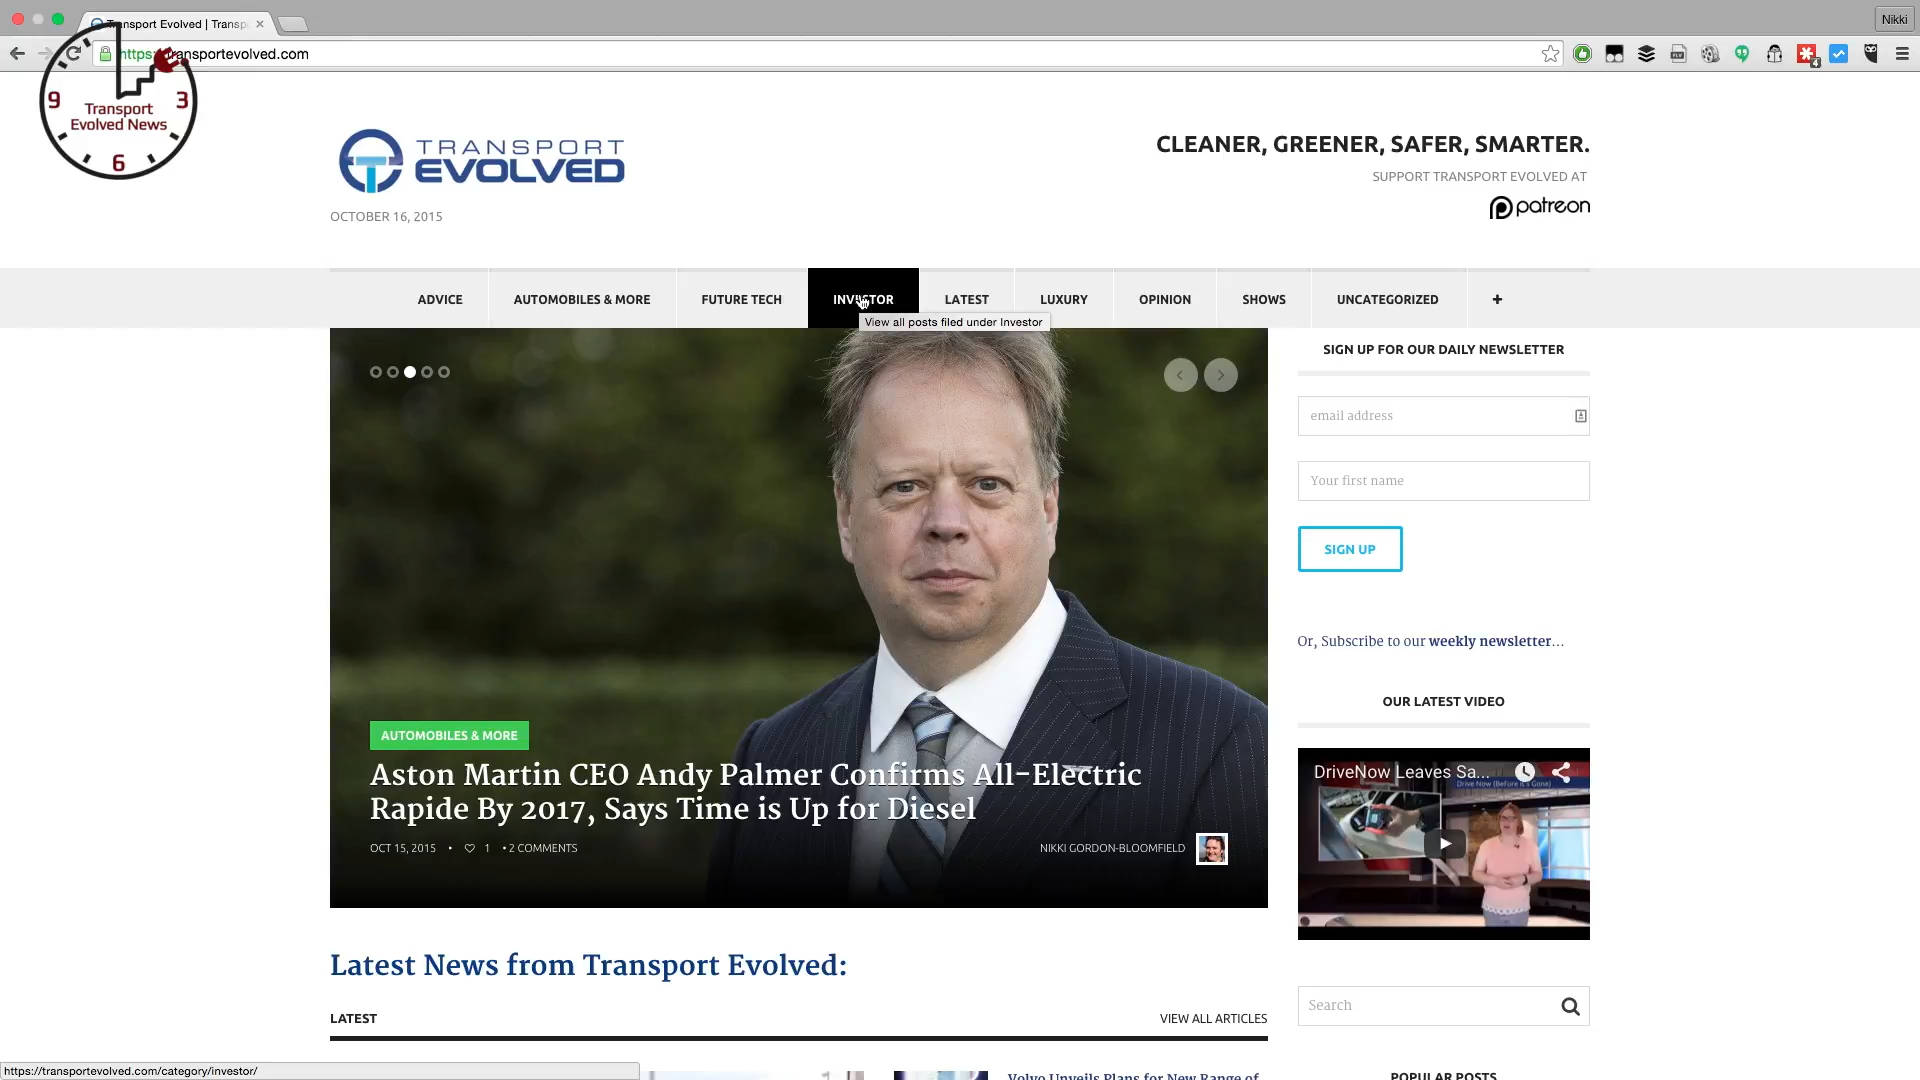 Transport Evolved | Transp
Nikki
https://transportevolved.com
9
3
Transport
Evolved News
6
TRANSPORT
EVOLVED
OCTOBER 16, 2015
CLEANER, GREENER, SAFER, SMARTER.
SUPPORT TRANSPORT EVOLVED AT
patreon
ADVICE
AUTOMOBILES & MORE
FUTURE TECH
INVESTOR
LATEST
LUXURY
OPINION
SHOWS
UNCATEGORIZED
+
View all posts filed under Investor
AUTOMOBILES & MORE
Aston Martin CEO Andy Palmer Confirms All-Electric
Rapide By 2017, Says Time is Up for Diesel
OCT 15, 2015 • 1 • 2 COMMENTS
NIKKI GORDON-BLOOMFIELD
SIGN UP FOR OUR DAILY NEWSLETTER
email address
Your first name
SIGN UP
Or, Subscribe to our weekly newsletter...
OUR LATEST VIDEO
DriveNow Leaves Sa...
Drive Now (Before it's Gone)
Search
Latest News from Transport Evolved:
LATEST
VIEW ALL ARTICLES
Volvo Unveils Plans for New Range of
POPULAR POSTS
https://transportevolved.com/category/investor/